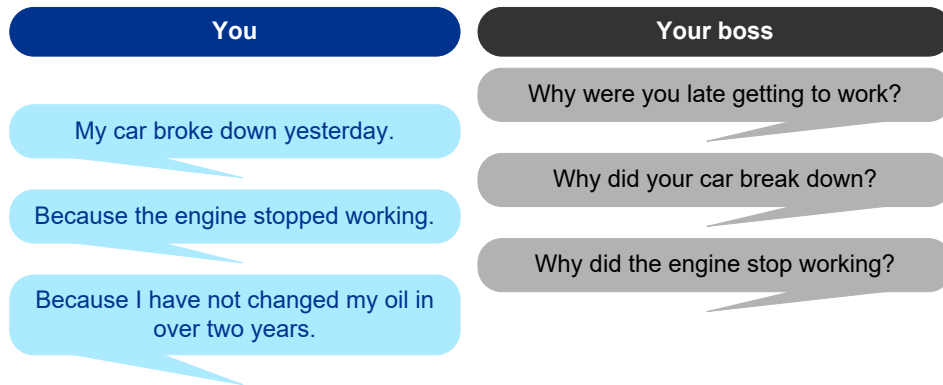 You
Your boss
Why were you late getting to work?
My car broke down yesterday.
Why did your car break down?
Because the engine stopped working.
Why did the engine stop working?
Because I have not changed my oil in
over two years.